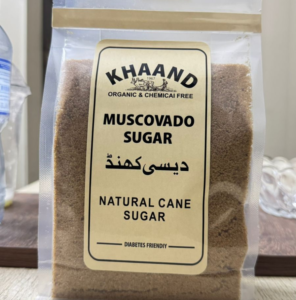 KHAAND
ORGANIC & CHEMICAl FREE
MUSCOVADO
SUGAR
دیسی کھنڈ
NATURAL CANE
SUGAR
DIABETES FRIENDlY